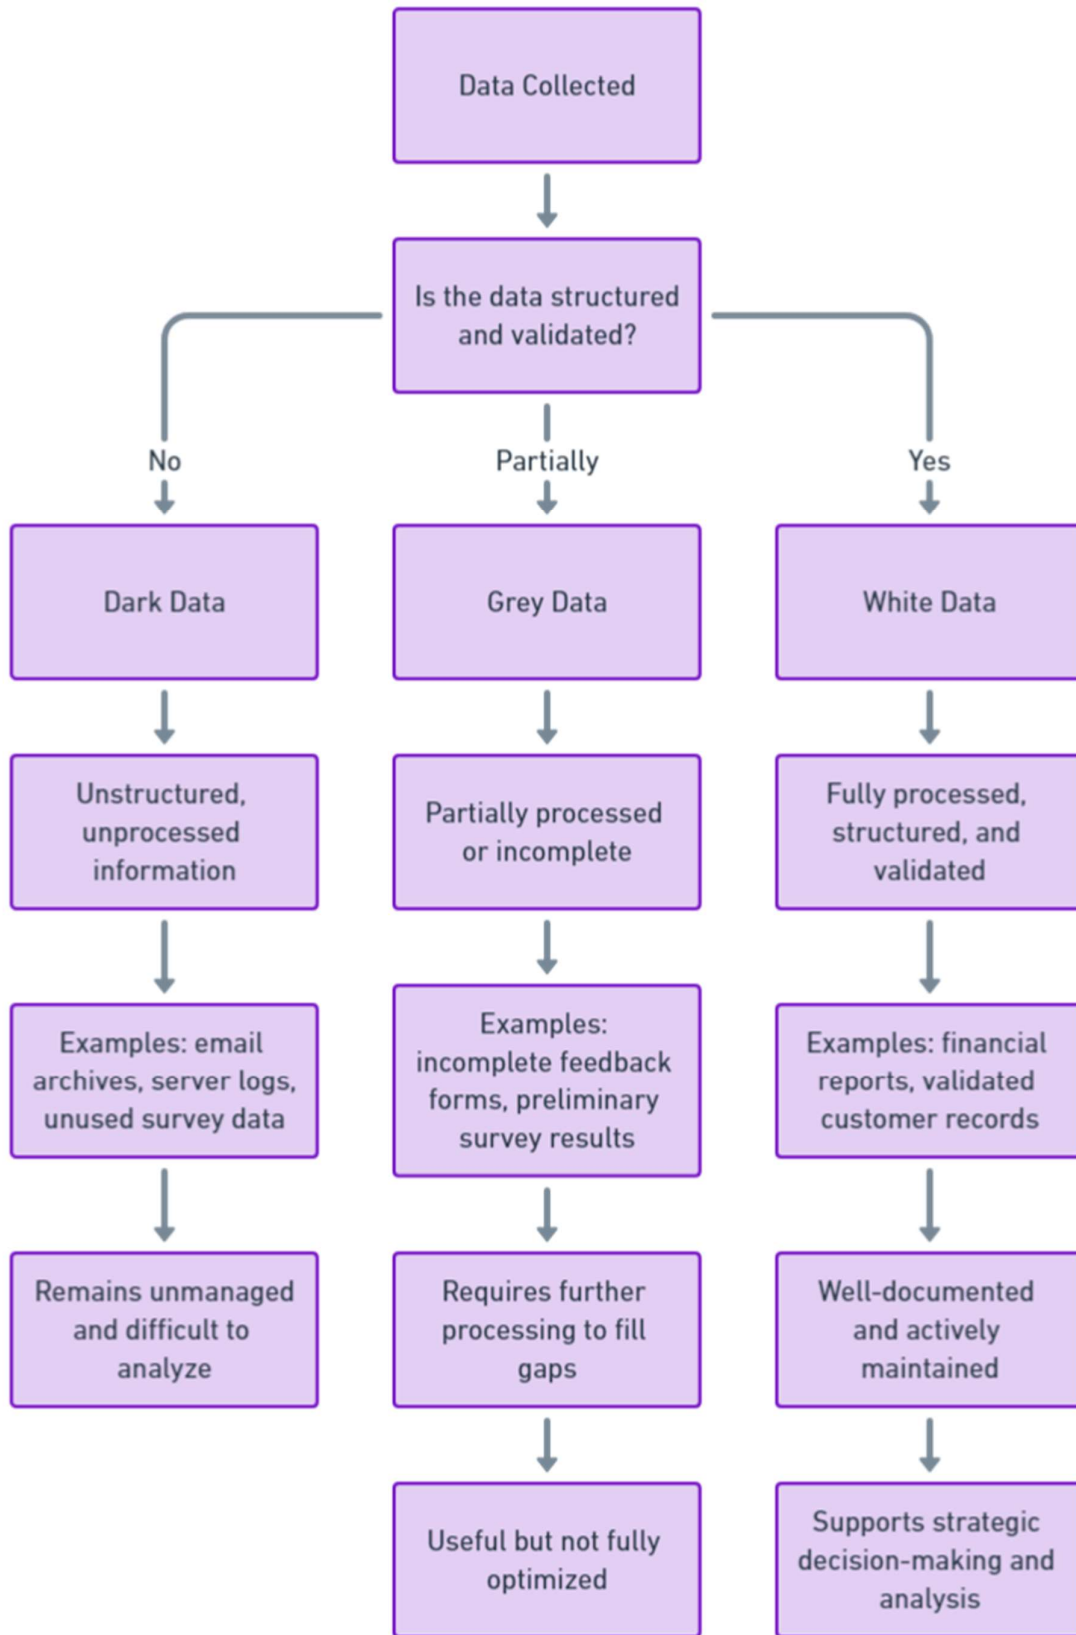 Data Collected
Is the data structured
and validated?
No
Partially
Yes
Dark Data
Grey Data
White Data
Unstructured,
unprocessed
information
Partially processed
or incomplete
Fully processed,
structured, and
validated
Examples: email
archives, server logs,
unused survey data
Examples:
incomplete feedback
forms, preliminary
survey results
Examples: financial
reports, validated
customer records
Remains unmanaged
and difficult to
analyze
Requires further
processing to fill
gaps
Well-documented
and actively
maintained
Useful but not fully
optimized
Supports strategic
decision-making and
analysis